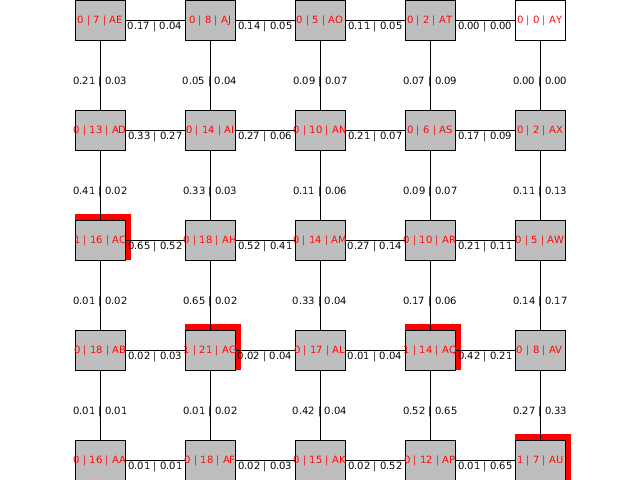 0 | 7 | AE 0.17 | 0.04 0 | 8 | AJ 0.14 | 0.05 0 | 5 | AO 0.11 | 0.05 0 | 2 | AT 0.00 | 0.00 0 | 0 | AY
0.21 | 0.03 0.05 | 0.04 0.09 | 0.07 0.07 | 0.09 0.00 | 0.00
0 | 13 | AD 0.33 | 0.27 0 | 14 | AI 0.27 | 0.06 0 | 10 | AN 0.21 | 0.07 0 | 6 | AS 0.17 | 0.09 0 | 2 | AX
0.41 | 0.02 0.33 | 0.03 0.11 | 0.06 0.09 | 0.07 0.11 | 0.13
1 | 16 | AC 0.65 | 0.52 0 | 18 | AH 0.52 | 0.41 0 | 14 | AM 0.27 | 0.14 0 | 10 | AR 0.21 | 0.11 0 | 5 | AW
0.01 | 0.02 0.65 | 0.02 0.33 | 0.04 0.17 | 0.06 0.14 | 0.17
0 | 18 | AB 0.02 | 0.03 1 | 21 | AG 0.02 | 0.04 0 | 17 | AL 0.01 | 0.04 1 | 14 | AQ 0.42 | 0.21 0 | 8 | AV
0.01 | 0.01 0.01 | 0.02 0.42 | 0.04 0.52 | 0.65 0.27 | 0.33
0 | 16 | AA 0.01 | 0.01 0 | 18 | AF 0.02 | 0.03 0 | 15 | AK 0.02 | 0.52 0 | 12 | AP 0.01 | 0.65 1 | 7 | AU